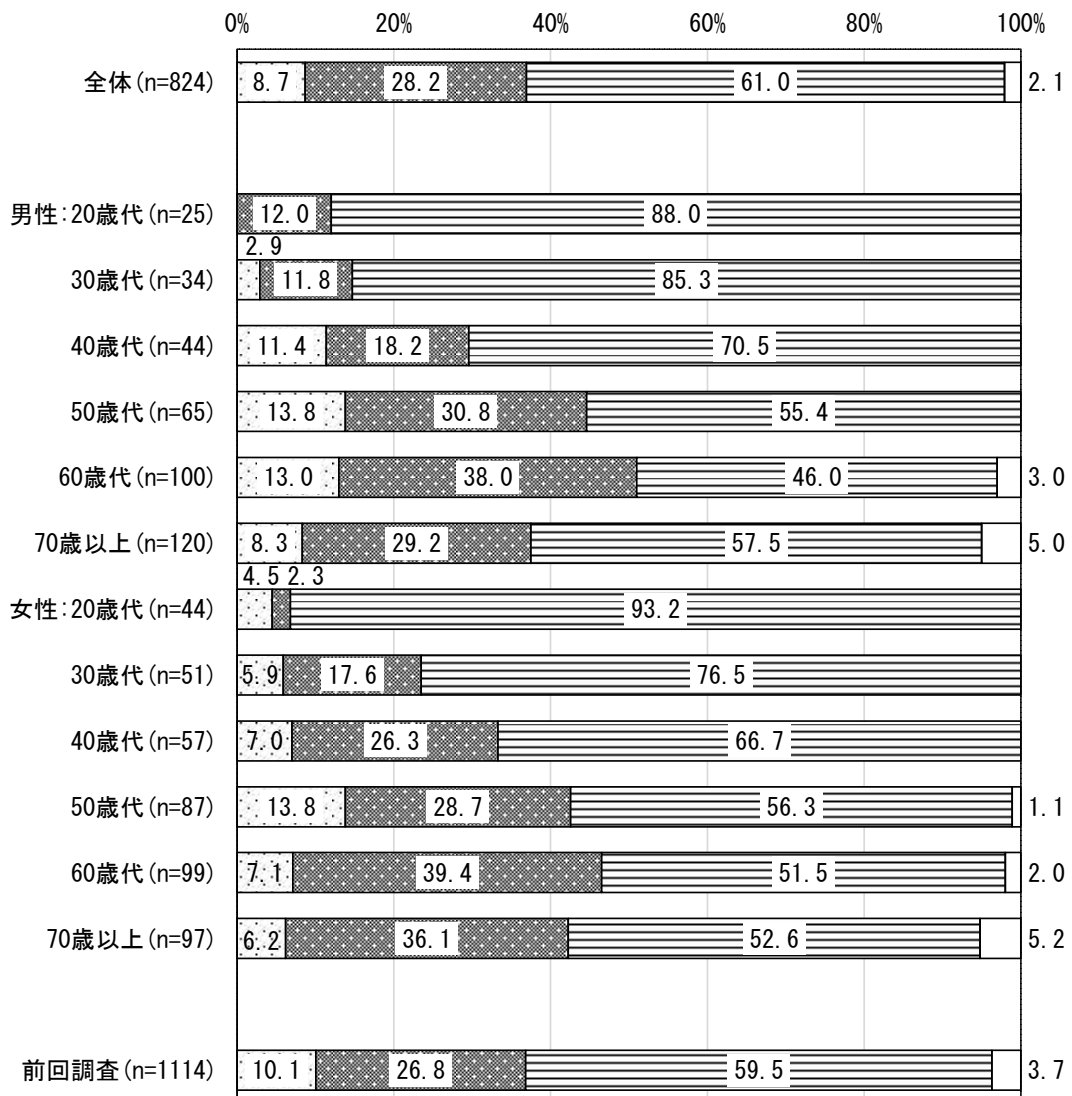 0% 20% 40% 60% 80% 100%
全体(n=824) 8.7 28.2 61.0 2.1
男性:20歳代(n=25) 12.0 88.0
2.9
30歳代(n=34) 11.8 85.3
40歳代(n=44) 11.4 18.2 70.5
50歳代(n=65) 13.8 30.8 55.4
60歳代(n=100) 13.0 38.0 46.0 3.0
70歳以上(n=120) 8.3 29.2 57.5 5.0
4.5 2.3
女性:20歳代(n=44) 93.2
30歳代(n=51) 5.9 17.6 76.5
40歳代(n=57) 7.0 26.3 66.7
50歳代(n=87) 13.8 28.7 56.3 1.1
60歳代(n=99) 7.1 39.4 51.5 2.0
70歳以上(n=97) 6.2 36.1 52.6 5.2
前回調査(n=1114) 10.1 26.8 59.5 3.7